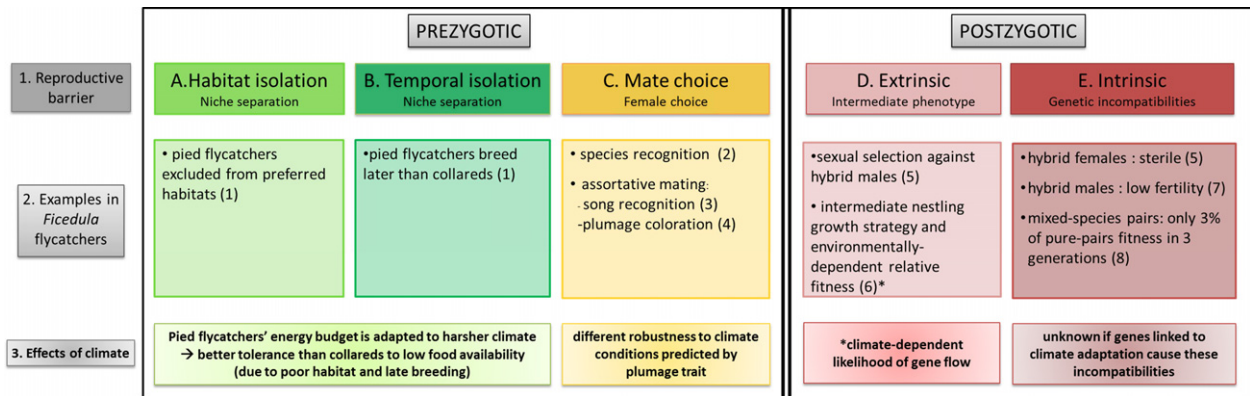 PREZYGOTIC
POSTZYGOTIC
1. Reproductive
barrier
A.Habitat isolation
Niche separation
B. Temporal isolation
Niche separation
C. Mate choice
Female choice
D. Extrinsic
Intermediate phenotype
E. Intrinsic
Genetic incompatibilities
2. Examples in
Ficedula
flycatchers
• pied flycatchers
excluded from preferred
habitats (1)
•pied flycatchers breed
later than collareds (1)
• species recognition (2)
• assortative mating:
- song recognition (3)
-plumage coloration (4)
•sexual selection against
hybrid males (5)
• intermediate nestling
growth strategy and
environmentally-
dependent relative
fitness (6)*
•hybrid females : sterile (5)
•hybrid males : low fertility (7)
•mixed-species pairs: only 3%
of pure-pairs fitness in 3
generations (8)
3. Effects of climate
Pied flycatchers' energy budget is adapted to harsher climate
→ better tolerance than collareds to low food availability
(due to poor habitat and late breeding)
different robustness to climate
conditions predicted by
plumage trait
*climate-dependent
likelihood of gene flow
unknown if genes linked to
climate adaptation cause these
incompatibilities